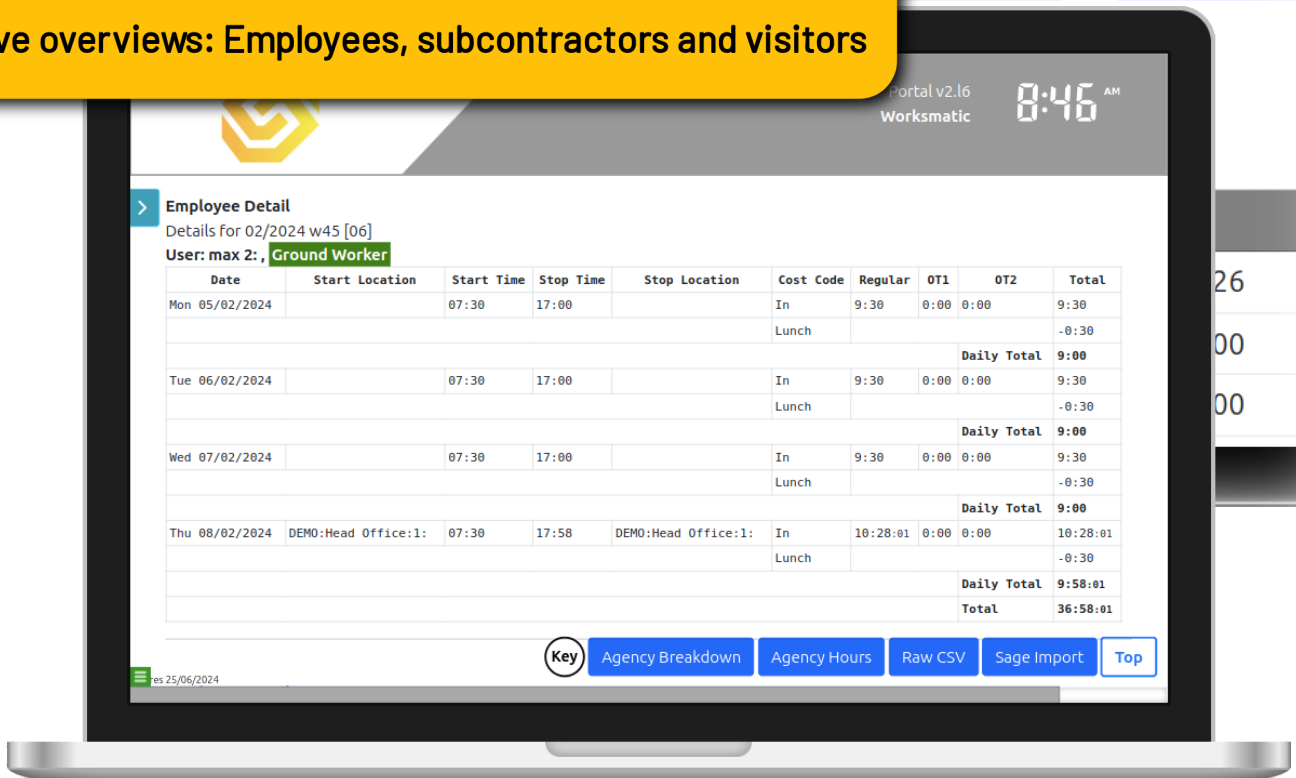 ve overviews: Employees, subcontractors and visitors
Portal v2.l6
Worksmatic
8:46 AM
Employee Detail
Details for 02/2024 w45 [06]
User: max 2: , Ground Worker
Date Start Location Start Time Stop Time Stop Location Cost Code Regular OT1 OT2 Total
Mon 05/02/2024 07:30 17:00 In 9:30 0:00 0:00 9:30
Lunch -0:30
Daily Total 9:00
Tue 06/02/2024 07:30 17:00 In 9:30 0:00 0:00 9:30
Lunch -0:30
Daily Total 9:00
Wed 07/02/2024 07:30 17:00 In 9:30 0:00 0:00 9:30
Lunch -0:30
Daily Total 9:00
Thu 08/02/2024 DEMO:Head Office:1: 07:30 17:58 DEMO:Head Office:1: In 10:28:01 0:00 0:00 10:28:01
Lunch -0:30
Daily Total 9:58:01
Total 36:58:01
Key Agency Breakdown Agency Hours Raw CSV Sage Import Top
res 25/06/2024
26
00
00